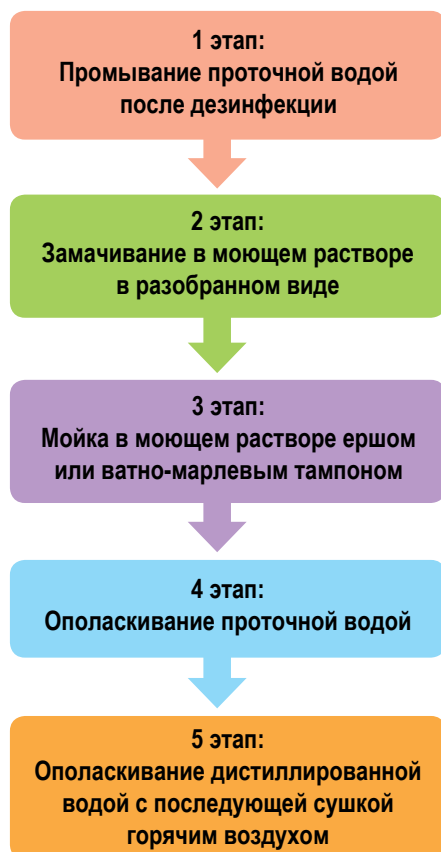 1 этап:
Промывание проточной водой
после дезинфекции
2 этап:
Замачивание в моющем растворе
в разобранном виде
3 этап:
Мойка в моющем растворе ершом
или ватно-марлевым тампоном
4 этап:
Ополаскивание проточной водой
5 этап:
Ополаскивание дистиллированной
водой с последующей сушкой
горячим воздухом